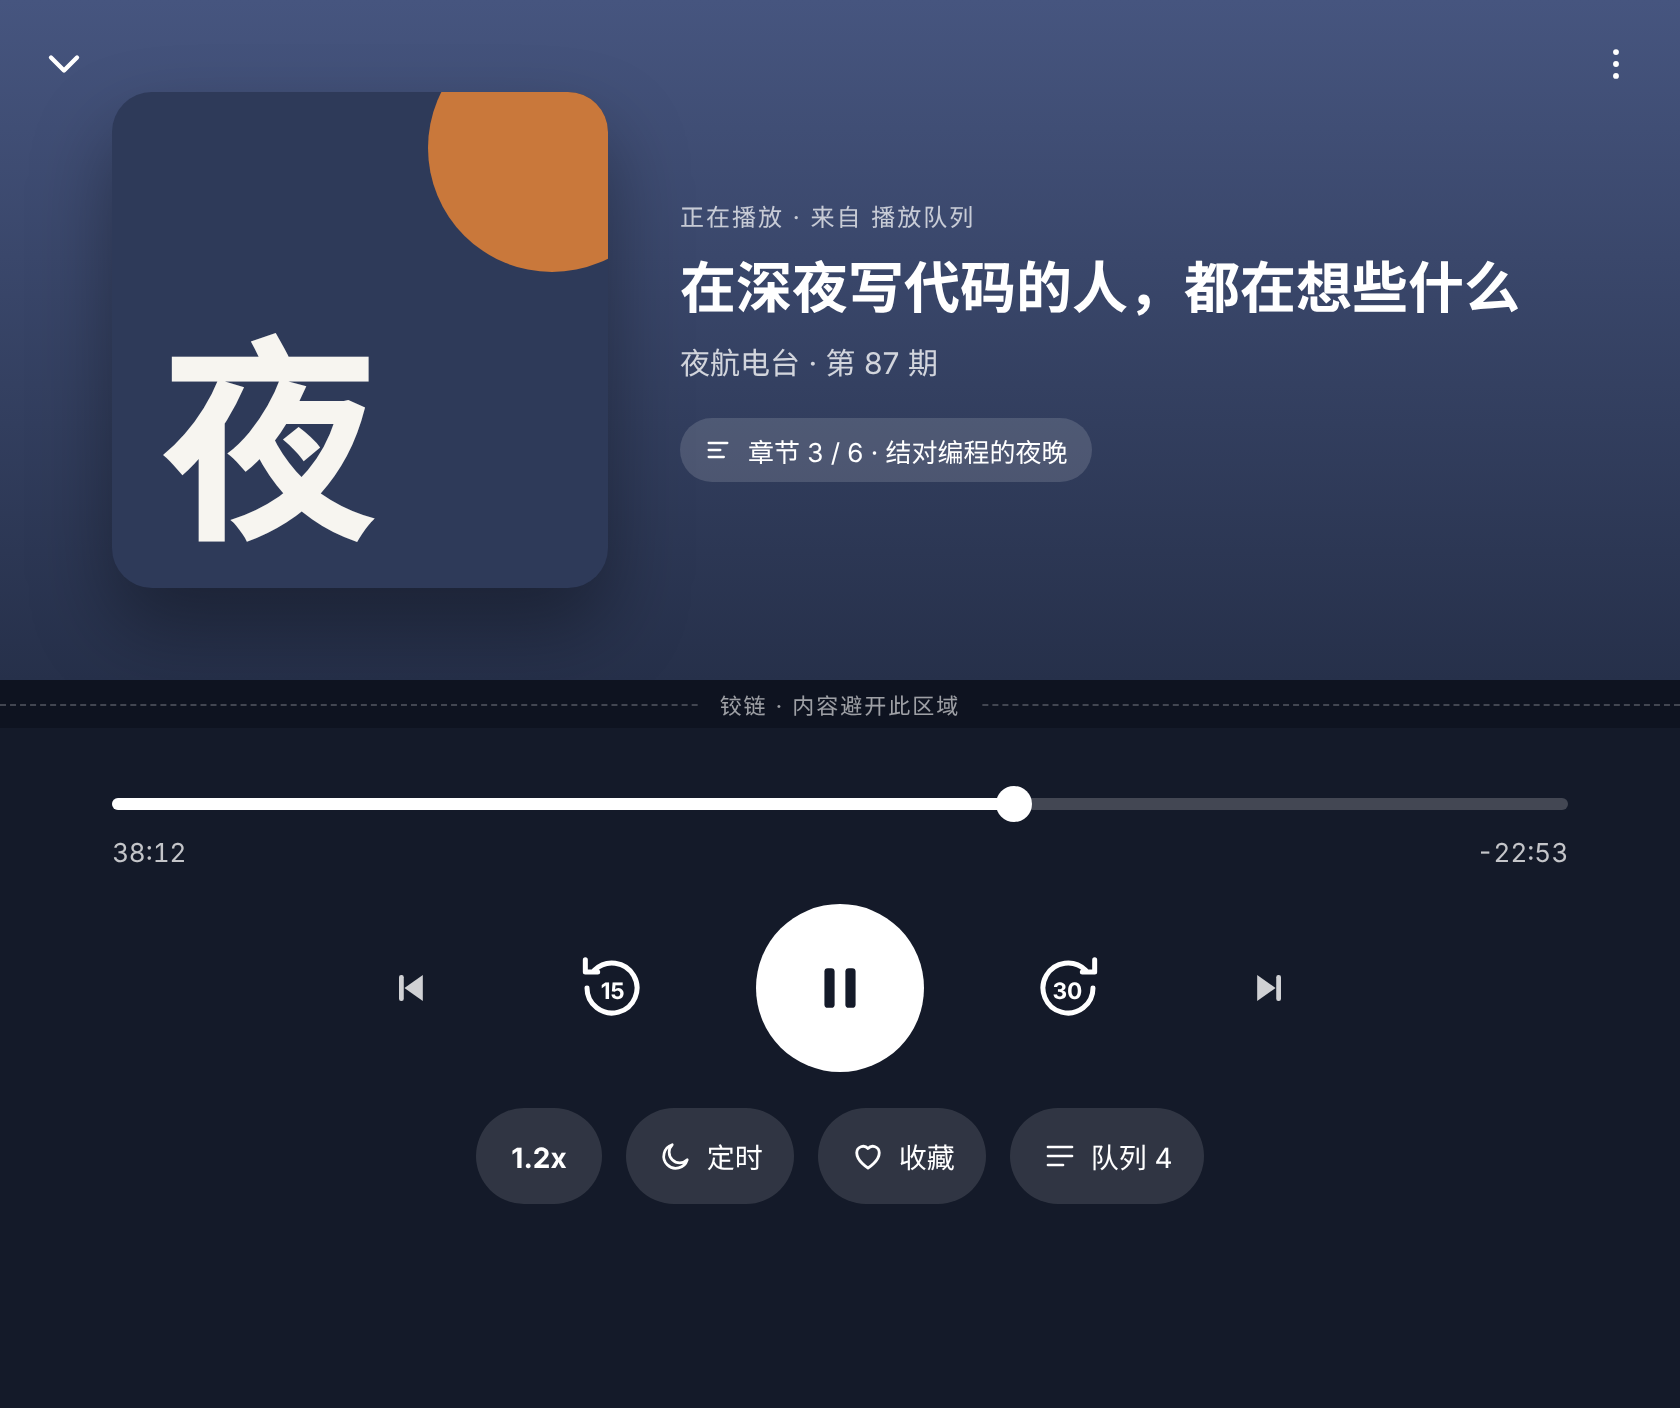 夜
正在播放 · 来自 播放队列
在深夜写代码的人，都在想些什么
夜航电台 · 第 87 期
章节 3 / 6 · 结对编程的夜晚
铰链 · 内容避开此区域
38:12
-22:53
15
30
1.2x
定时
收藏
队列 4